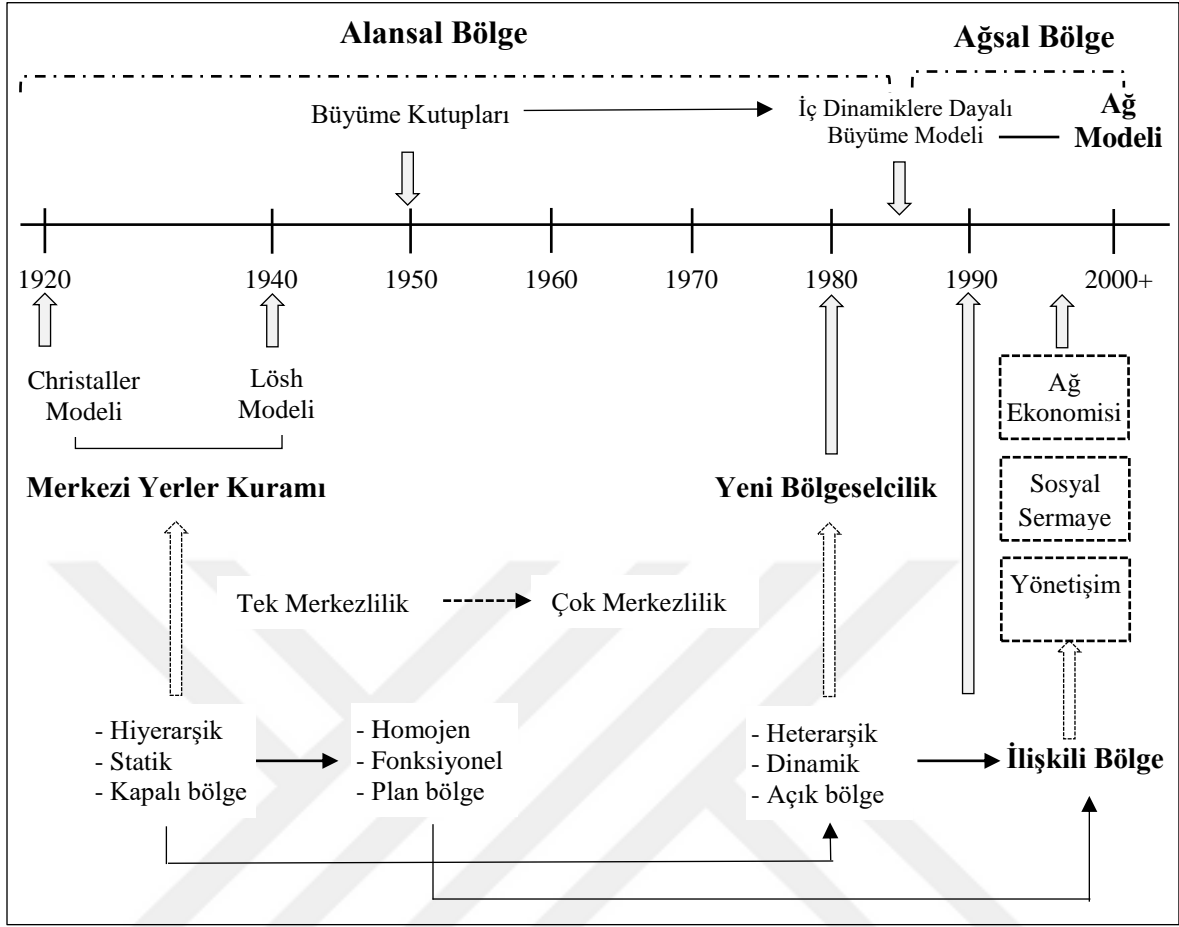 Alansal Bölge
Ağsal Bölge
Büyüme Kutupları
İç Dinamiklere Dayalı
Büyüme Modeli
Ağ
Modeli
1920
1940
1950
1960
1970
1980
1990
2000+
Christaller
Modeli
Lösh
Modeli
Merkezi Yerler Kuramı
Yeni Bölgeselcilik
Ağ
Ekonomisi
Sosyal
Sermaye
Yönetişim
Tek Merkezlilik
Çok Merkezlilik
- Hiyerarşik
- Statik
- Kapalı bölge
- Homojen
- Fonksiyonel
- Plan bölge
- Heterarşik
- Dinamik
- Açık bölge
İlişkili Bölge